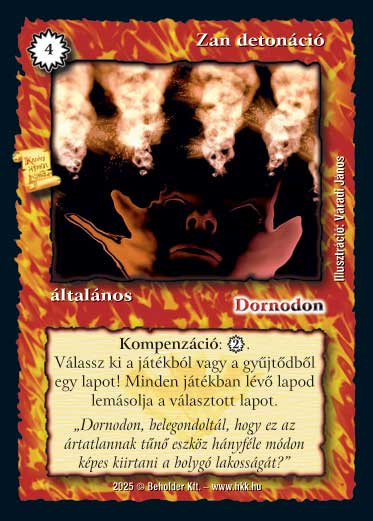 4
Zan detonáció
Illusztráció: Váradi János
általános
Dornodon
Kompenzáció: 2.
Válassz ki a játékból vagy a gyűjtődből
egy lapot! Minden játékban lévő lapod
lemásolja a választott lapot.
„Dornodon, belegondoltál, hogy ez az
ártatlannak tűnő eszköz hányféle módon
képes kiirtani a bolygó lakosságát?”
2025 © Beholder Kft. – www.hkk.hu